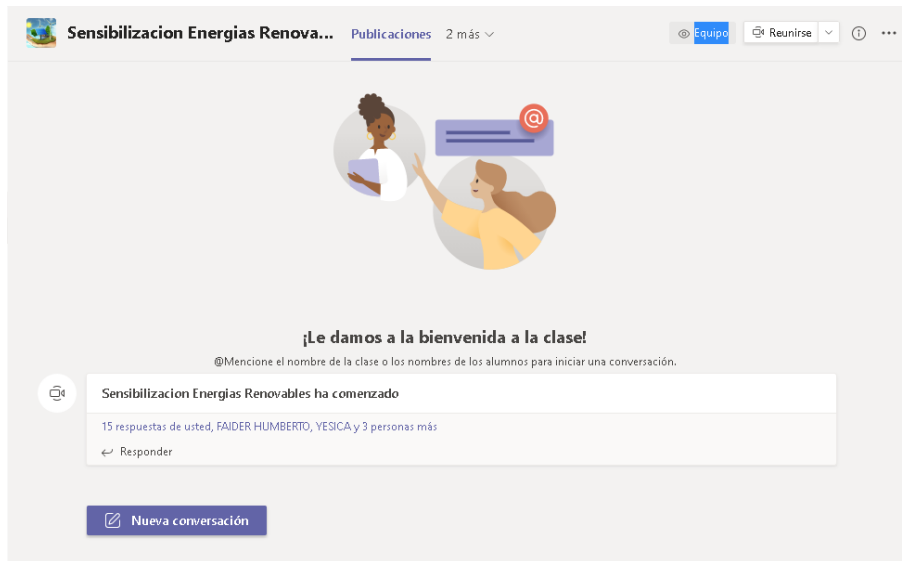 Sensibilizacion Energias Renova... Publicaciones 2 más Equipo Reunirse
@
¡Le damos a la bienvenida a la clase!
@Mencione el nombre de la clase o los nombres de los alumnos para iniciar una conversación.
Sensibilizacion Energias Renovables ha comenzado
15 respuestas de usted, FAIDER HUMBERTO, YESICA y 3 personas más
Responder
Nueva conversación